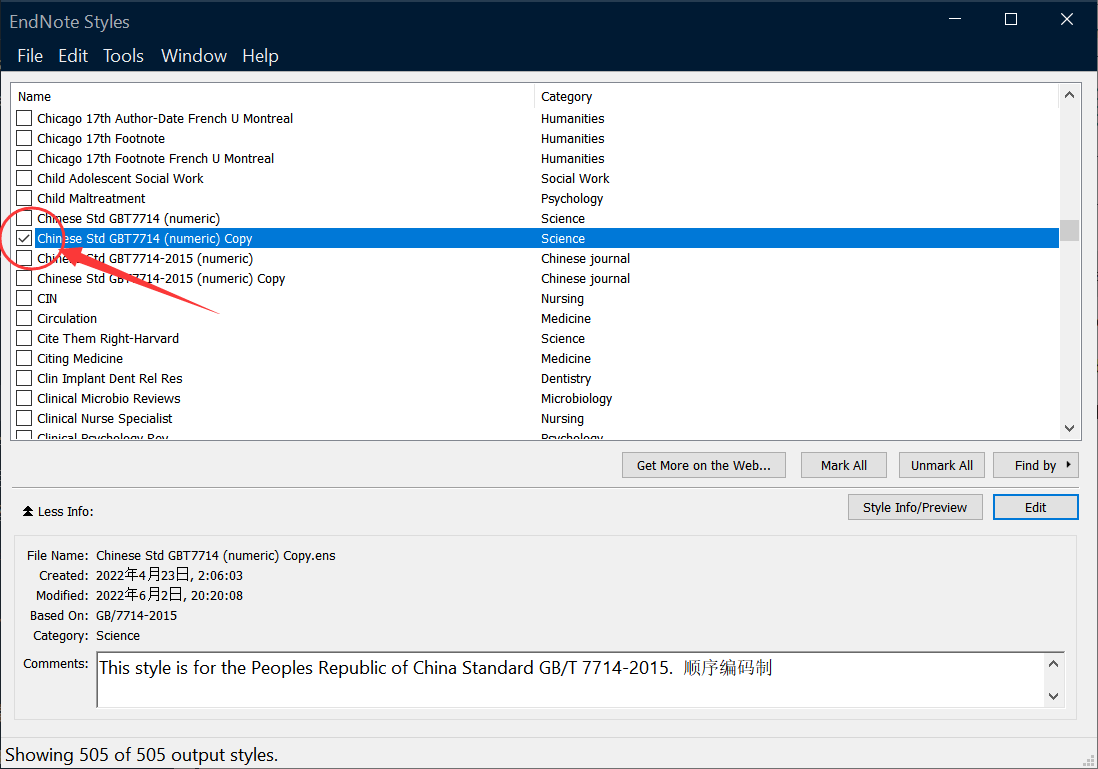 EndNote Styles
File Edit Tools Window Help
Name Category
Chicago 17th Author-Date French U Montreal Humanities
Chicago 17th Footnote Humanities
Chicago 17th Footnote French U Montreal Humanities
Child Adolescent Social Work Social Work
Child Maltreatment Psychology
Chinese Std GBT7714 (numeric) Science
Chinese Std GBT7714 (numeric) Copy Science
Chinese Std GBT7714-2015 (numeric) Chinese journal
Chinese Std GBT7714-2015 (numeric) Copy Chinese journal
CIN Nursing
Circulation Medicine
Cite Them Right-Harvard Science
Citing Medicine Medicine
Clin Implant Dent Rel Res Dentistry
Clinical Microbio Reviews Microbiology
Clinical Nurse Specialist Nursing
Clinical Psychology Rev Psychology
Get More on the Web... Mark All Unmark All Find by
Less Info: Style Info/Preview Edit
File Name: Chinese Std GBT7714 (numeric) Copy.ens
Created: 2022年4月23日, 2:06:03
Modified: 2022年6月2日, 20:20:08
Based On: GB/7714-2015
Category: Science
Comments: This style is for the Peoples Republic of China Standard GB/T 7714-2015. 顺序编码制
Showing 505 of 505 output styles.